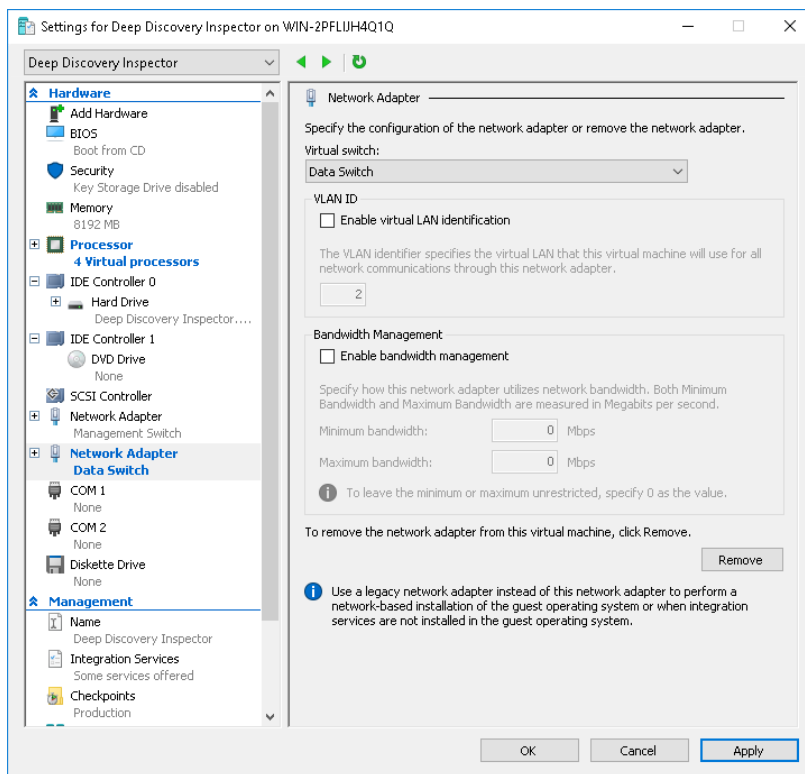 Settings for Deep Discovery Inspector on WIN-2PFLIJH4Q1Q
Deep Discovery Inspector
Hardware
Add Hardware
BIOS
Boot from CD
Security
Key Storage Drive disabled
Memory
8192 MB
Processor
4 Virtual processors
IDE Controller 0
Hard Drive
Deep Discovery Inspector....
IDE Controller 1
DVD Drive
None
SCSI Controller
Network Adapter
Management Switch
Network Adapter
Data Switch
COM 1
None
COM 2
None
Diskette Drive
None
Management
Name
Deep Discovery Inspector
Integration Services
Some services offered
Checkpoints
Production
Network Adapter
Specify the configuration of the network adapter or remove the network adapter.
Virtual switch:
Data Switch
VLAN ID
Enable virtual LAN identification
The VLAN identifier specifies the virtual LAN that this virtual machine will use for all
network communications through this network adapter.
2
Bandwidth Management
Enable bandwidth management
Specify how this network adapter utilizes network bandwidth. Both Minimum
Bandwidth and Maximum Bandwidth are measured in Megabits per second.
Minimum bandwidth: 0 Mbps
Maximum bandwidth: 0 Mbps
To leave the minimum or maximum unrestricted, specify 0 as the value.
To remove the network adapter from this virtual machine, click Remove.
Remove
Use a legacy network adapter instead of this network adapter to perform a
network-based installation of the guest operating system or when integration
services are not installed in the guest operating system.
OK Cancel Apply